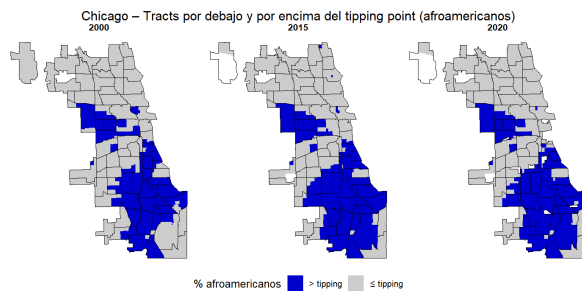 Chicago – Tracts por debajo y por encima del tipping point (afroamericanos)
2000 2015 2020
% afroamericanos > tipping ≤ tipping